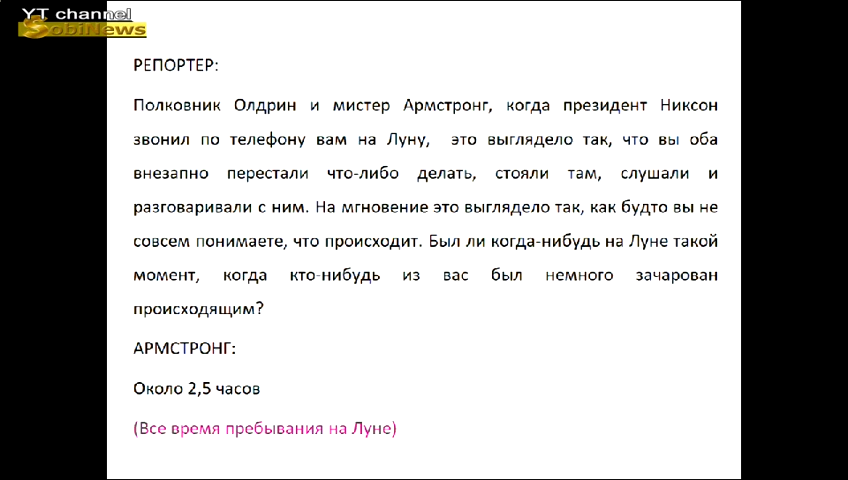 YT channel
SobiNews
РЕПОРТЕР:
Полковник Олдрин и мистер Армстронг, когда президент Никсон
звонил по телефону вам на Луну, это выглядело так, что вы оба
внезапно перестали что-либо делать, стояли там, слушали и
разговаривали с ним. На мгновение это выглядело так, как будто вы не
совсем понимаете, что происходит. Был ли когда-нибудь на Луне такой
момент, когда кто-нибудь из вас был немного зачарован
происходящим?
АРМСТРОНГ:
Около 2,5 часов
(Все время пребывания на Луне)